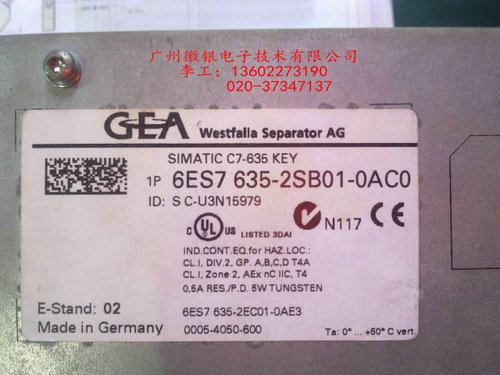 广州徽银电子技术有限公司
李工：13602273190
020-37347137
GEA Westfalia Separator AG
SIMATIC C7-635 KEY
1P 6ES7 635-2SB01-0AC0
ID: S C-U3N15979
c UL us LISTED 3DAI N117 CE
IND.CONT.EQ.for HAZ.LOC.:
CL.I, DIV.2, GP. A,B,C,D T4A
CL.I, Zone 2, AEx nC IIC, T4
0,5A RES./P.D. 5W TUNGSTEN
E-Stand: 02 6ES7 635-2EC01-0AE3
Made in Germany 0005-4050-600 Ta: 0° ... +50° C vert.